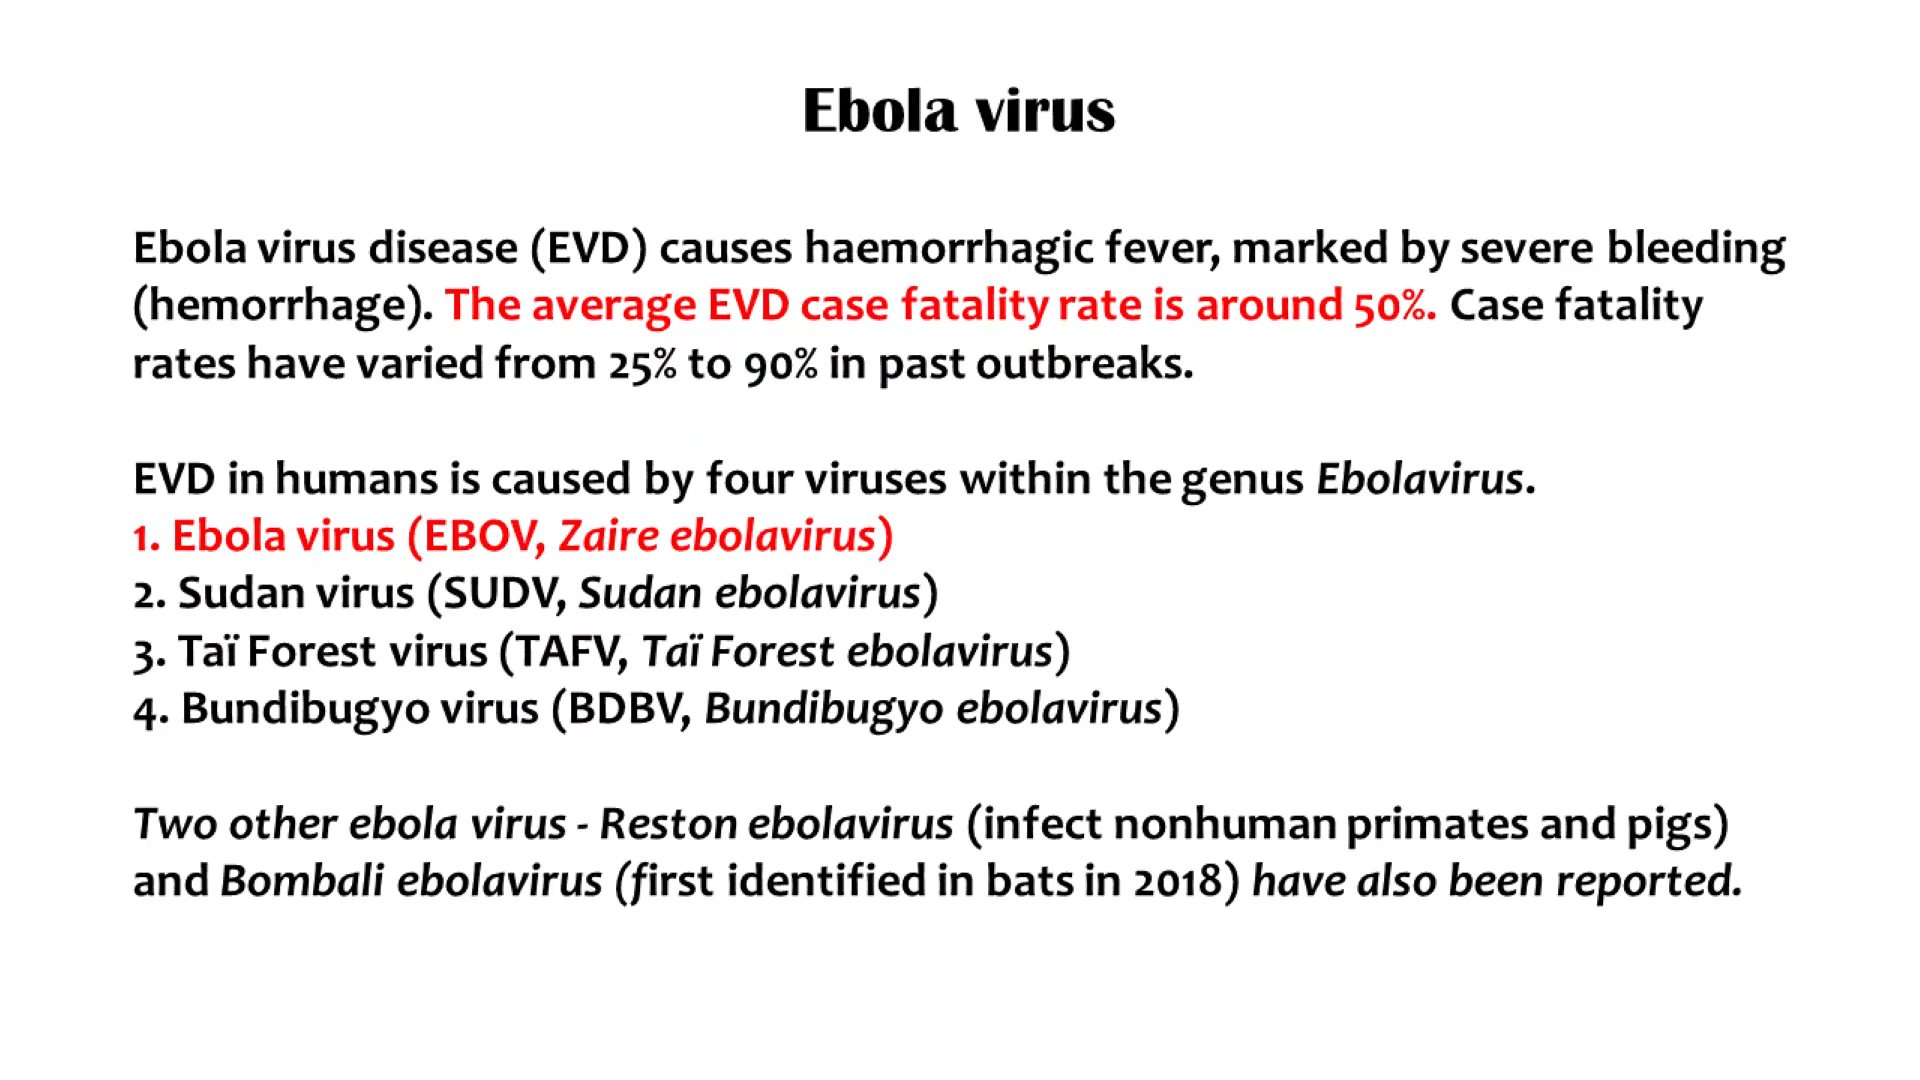 Ebola virus
Ebola virus disease (EVD) causes haemorrhagic fever, marked by severe bleeding
(hemorrhage). The average EVD case fatality rate is around 50%. Case fatality
rates have varied from 25% to 90% in past outbreaks.
EVD in humans is caused by four viruses within the genus Ebolavirus.
1. Ebola virus (EBOV, Zaire ebolavirus)
2. Sudan virus (SUDV, Sudan ebolavirus)
3. Taï Forest virus (TAFV, Taï Forest ebolavirus)
4. Bundibugyo virus (BDBV, Bundibugyo ebolavirus)
Two other ebola virus - Reston ebolavirus (infect nonhuman primates and pigs)
and Bombali ebolavirus (first identified in bats in 2018) have also been reported.